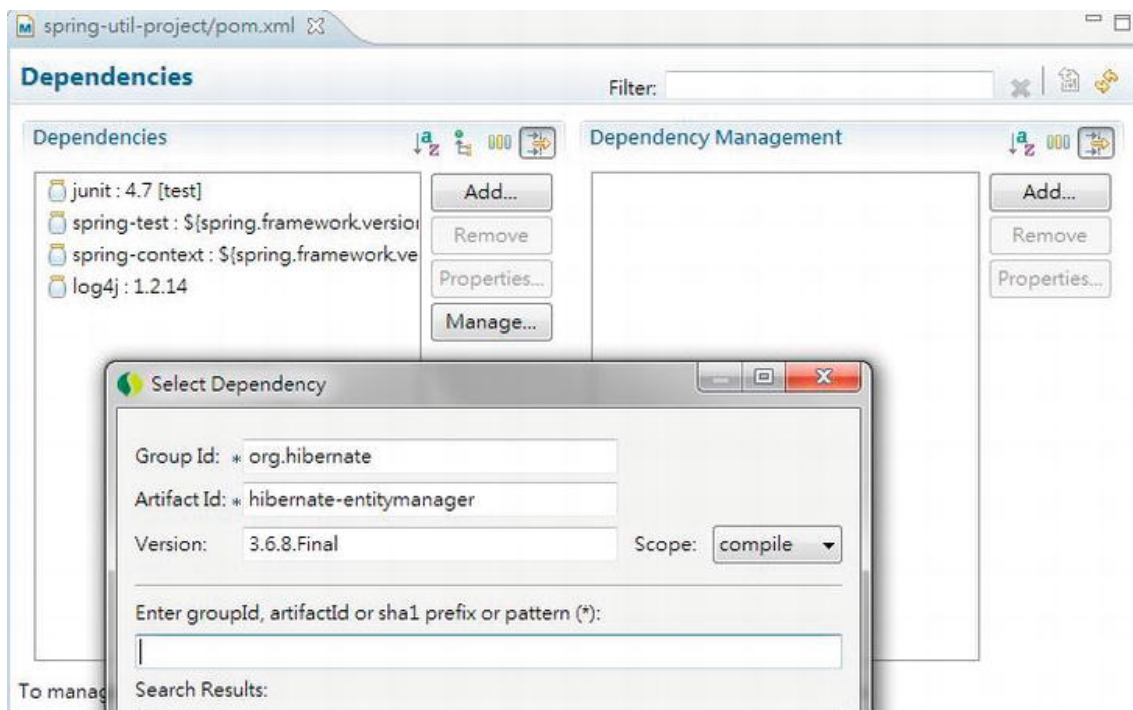 spring-util-project/pom.xml
Dependencies
Filter:
Dependencies
Dependency Management
junit : 4.7 [test]
spring-test : ${spring.framework.version
spring-context : ${spring.framework.ve
log4j : 1.2.14
Add...
Remove
Properties...
Manage...
Add...
Remove
Properties...
Select Dependency
Group Id: * org.hibernate
Artifact Id: * hibernate-entitymanager
Version: 3.6.8.Final Scope: compile
Enter groupId, artifactId or sha1 prefix or pattern (*):
Search Results:
To manag